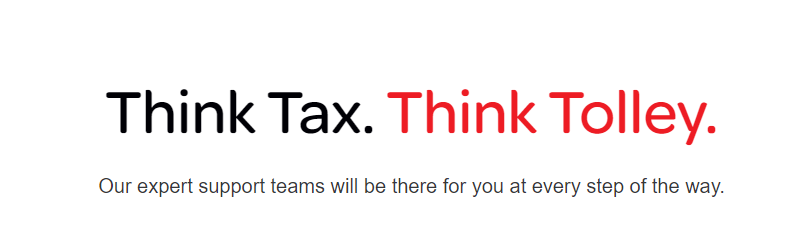 Think Tax. Think Tolley.
Our expert support teams will be there for you at every step of the way.